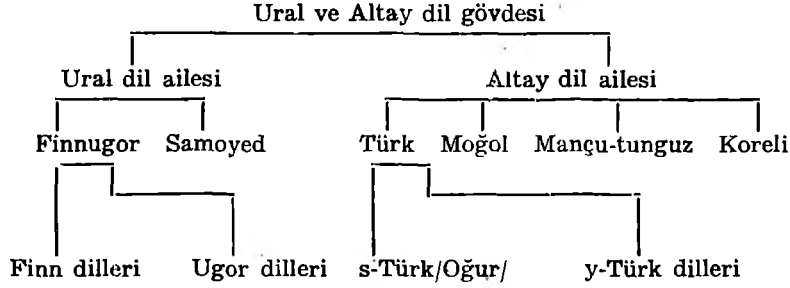 Ural ve Altay dil gövdesi
Ural dil ailesi Altay dil ailesi
Finnugor Samoyed Türk Moğol Mançu-tunguz Koreli
Finn dilleri Ugor dilleri s-Türk/Oğur/ y-Türk dilleri